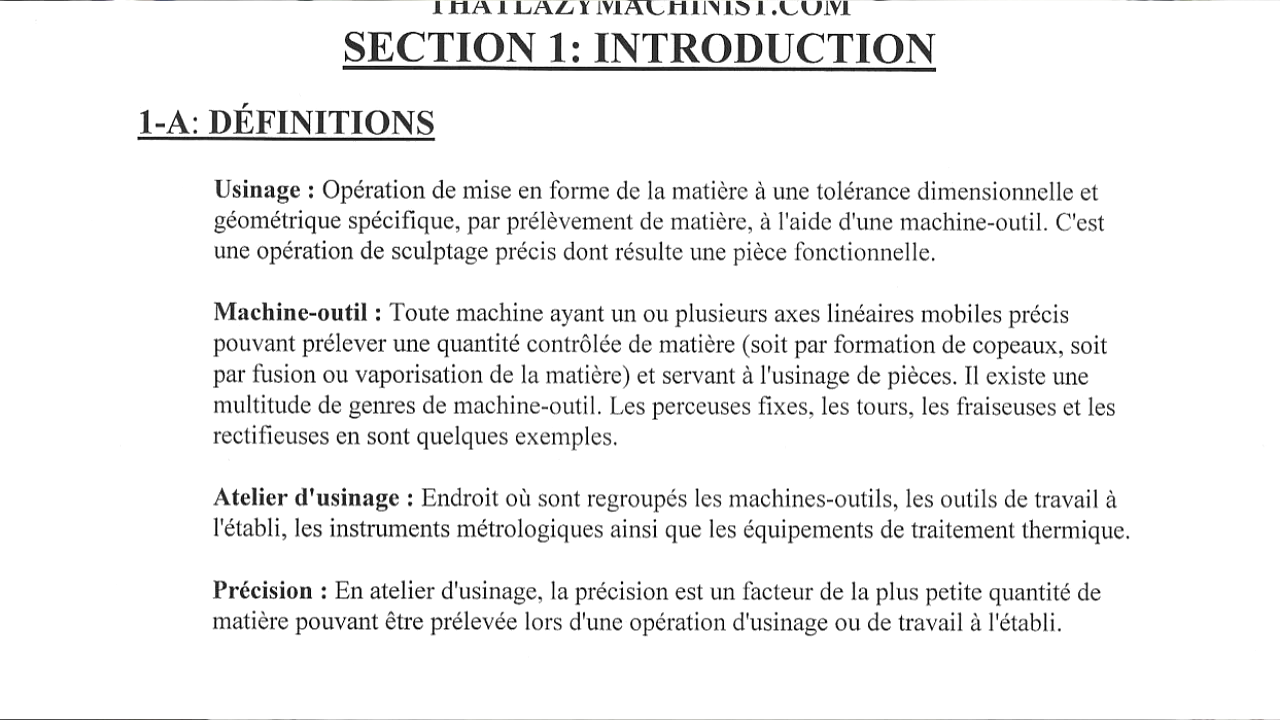 THATLAZYMACHINIST.COM
SECTION 1: INTRODUCTION
1-A: DÉFINITIONS
Usinage : Opération de mise en forme de la matière à une tolérance dimensionnelle et
géométrique spécifique, par prélèvement de matière, à l'aide d'une machine-outil. C'est
une opération de sculptage précis dont résulte une pièce fonctionnelle.
Machine-outil : Toute machine ayant un ou plusieurs axes linéaires mobiles précis
pouvant prélever une quantité contrôlée de matière (soit par formation de copeaux, soit
par fusion ou vaporisation de la matière) et servant à l'usinage de pièces. Il existe une
multitude de genres de machine-outil. Les perceuses fixes, les tours, les fraiseuses et les
rectifieuses en sont quelques exemples.
Atelier d'usinage : Endroit où sont regroupés les machines-outils, les outils de travail à
l'établi, les instruments métrologiques ainsi que les équipements de traitement thermique.
Précision : En atelier d'usinage, la précision est un facteur de la plus petite quantité de
matière pouvant être prélevée lors d'une opération d'usinage ou de travail à l'établi.